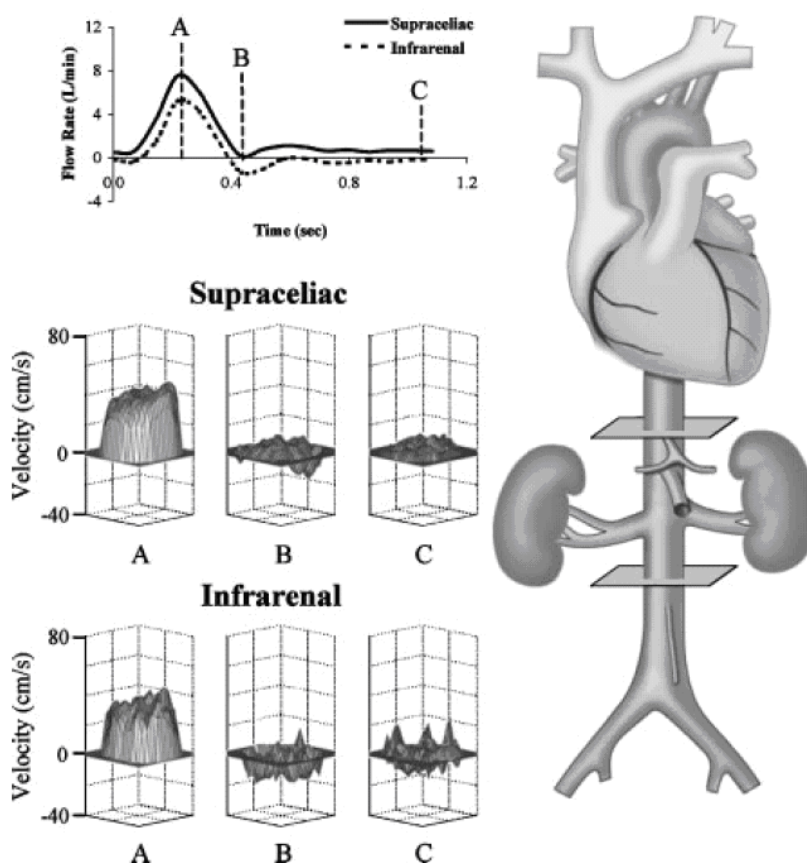 12
8
4
0
-4
Flow Rate (L/min)
A
B
C
Supraceliac
Infrarenal
0.0 0.4 0.8 1.2
Time (sec)
Supraceliac
Velocity (cm/s)
80
0
-40
A B C
Infrarenal
Velocity (cm/s)
80
0
-40
A B C